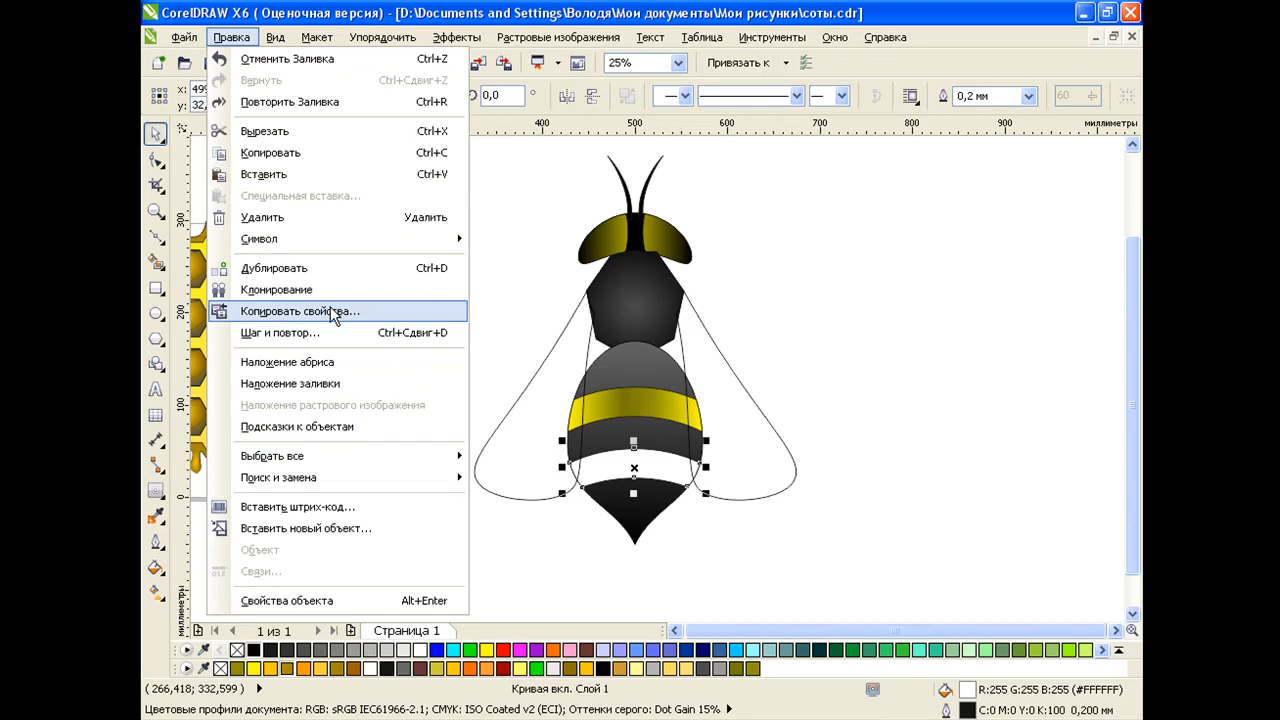 CorelDRAW X6 ( Оценочная версия) - [D:\Documents and Settings\Володя\Мои документы\Мои рисунки\соты.cdr]
Файл Правка Вид Макет Упорядочить Эффекты Растровые изображения Текст Таблица Инструменты Окно Справка
25% Привязать к
x: 499
y: 32,
0,0 ° 0,2 мм 60
400 500 600 700 800 900 миллиметры
300
200
100
0
миллиметры
Отменить Заливка Ctrl+Z
Вернуть Ctrl+Сдвиг+Z
Повторить Заливка Ctrl+R
Вырезать Ctrl+X
Копировать Ctrl+C
Вставить Ctrl+V
Специальная вставка...
Удалить Удалить
Символ
Дублировать Ctrl+D
Клонирование
Копировать свойства...
Шаг и повтор... Ctrl+Сдвиг+D
Наложение абриса
Наложение заливки
Наложение растрового изображения
Подсказки к объектам
Выбрать все
Поиск и замена
Вставить штрих-код...
Вставить новый объект...
Объект
Связи...
Свойства объекта Alt+Enter
1 из 1 Страница 1
( 266,418; 332,599 ) Кривая вкл. Слой 1 R:255 G:255 B:255 (#FFFFFF)
Цветовые профили документа: RGB: sRGB IEC61966-2.1; CMYK: ISO Coated v2 (ECI); Оттенки серого: Dot Gain 15% C:0 M:0 Y:0 K:100 0,200 мм